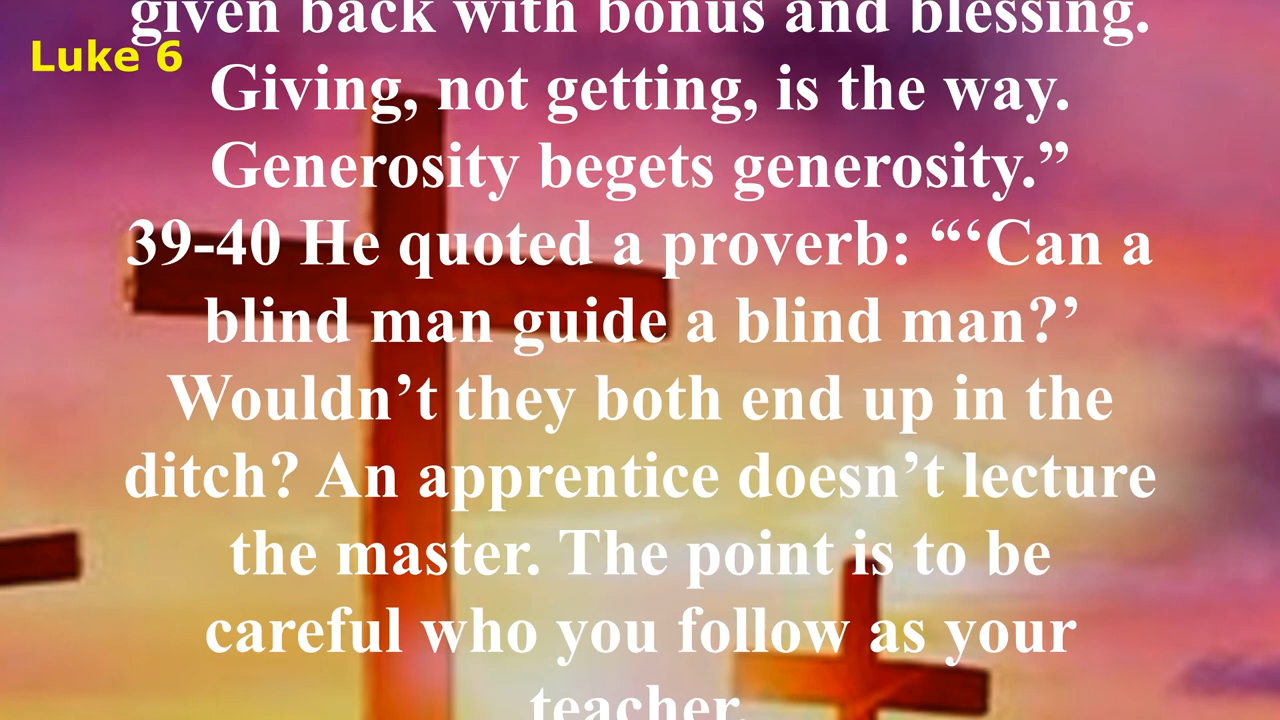 given back with bonus and blessing.
Luke 6
Giving, not getting, is the way.
Generosity begets generosity.”
39-40 He quoted a proverb: “‘Can a
blind man guide a blind man?’
Wouldn’t they both end up in the
ditch? An apprentice doesn’t lecture
the master. The point is to be
careful who you follow as your
teacher.